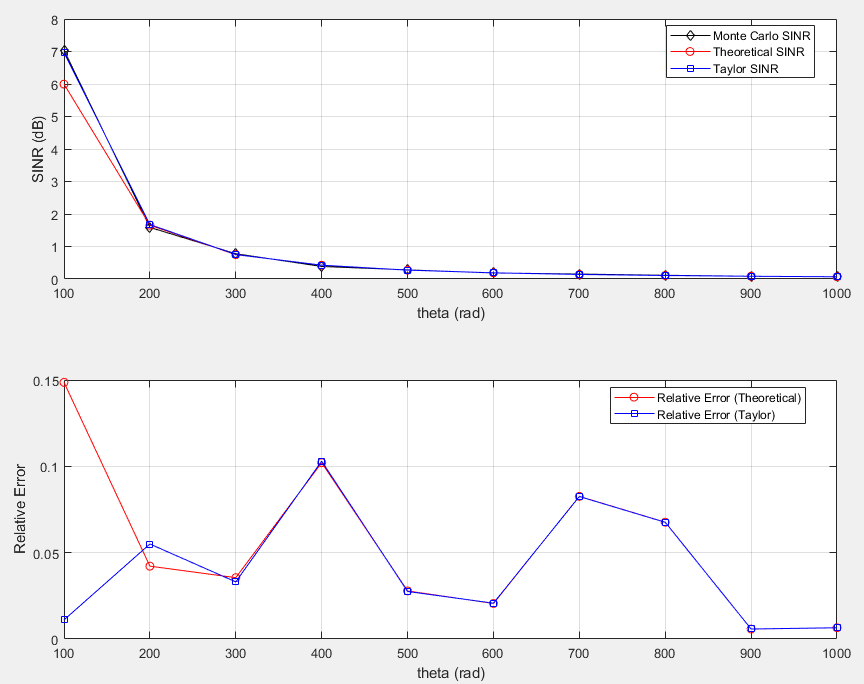 8
7
6
5
4
3
2
1
0
SINR (dB)
Monte Carlo SINR
Theoretical SINR
Taylor SINR
100 200 300 400 500 600 700 800 900 1000
theta (rad)
0.15
0.1
0.05
0
Relative Error
Relative Error (Theoretical)
Relative Error (Taylor)
100 200 300 400 500 600 700 800 900 1000
theta (rad)